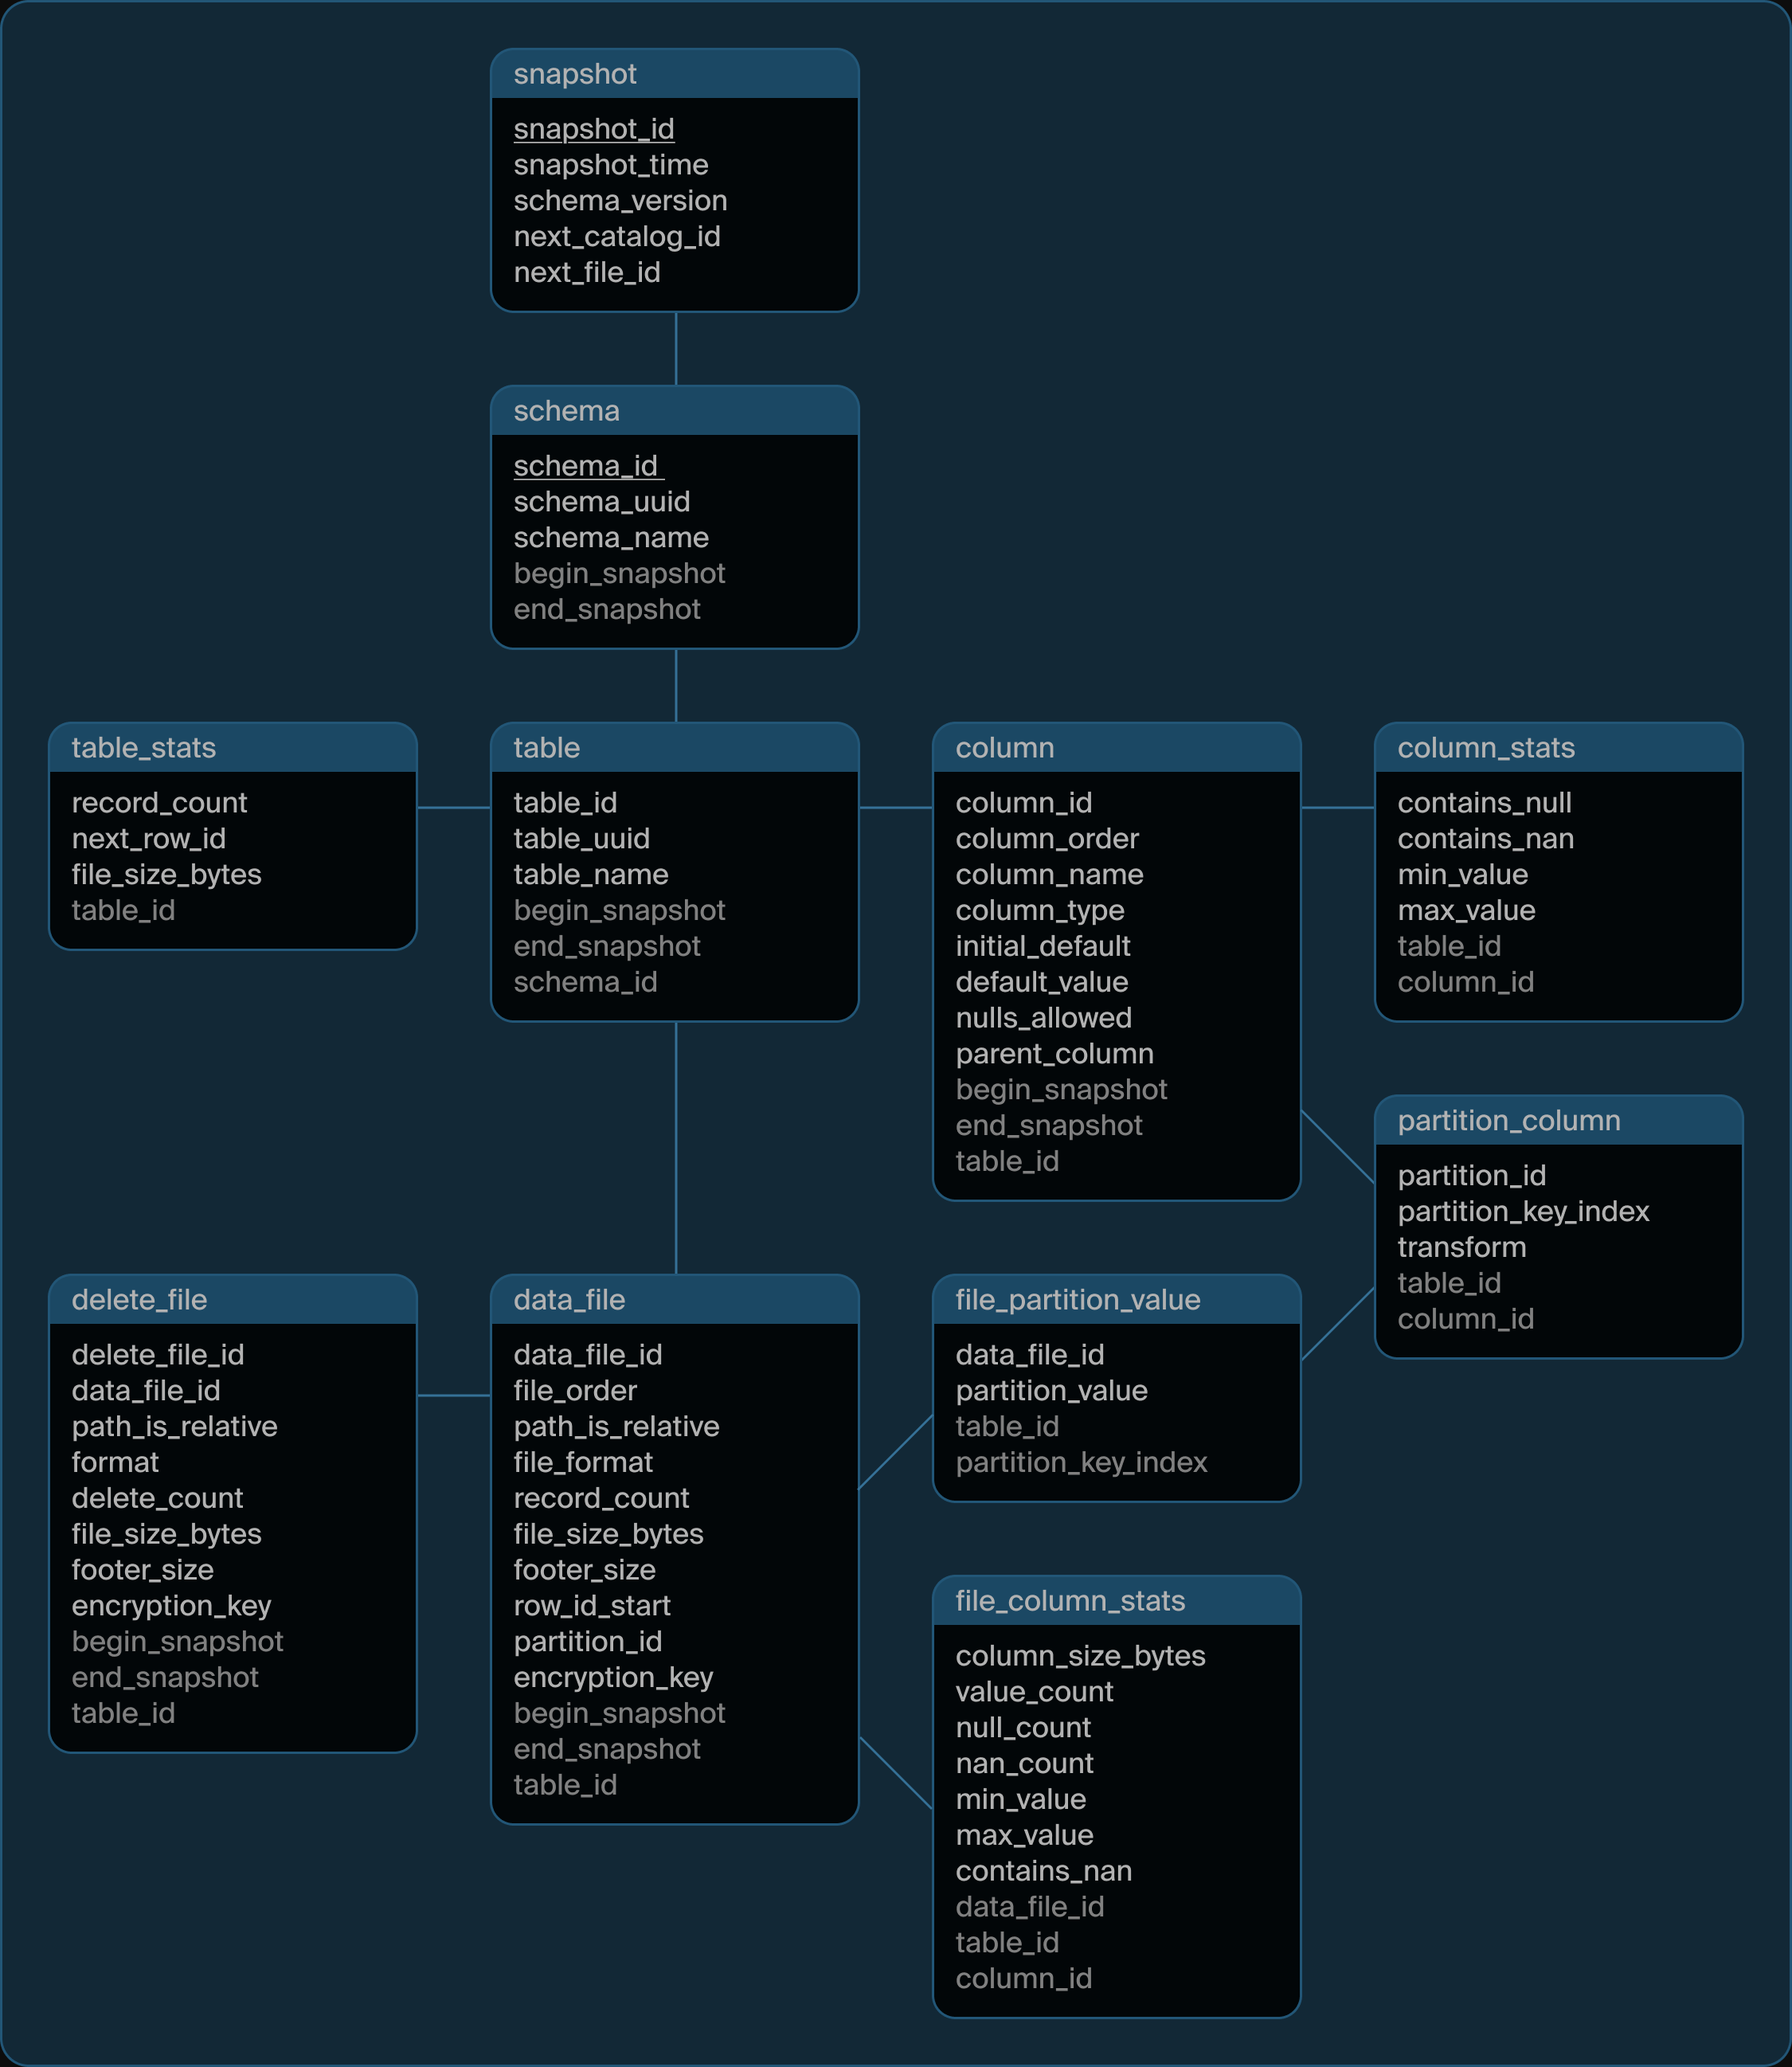 snapshot
snapshot_id
snapshot_time
schema_version
next_catalog_id
next_file_id
schema
schema_id
schema_uuid
schema_name
begin_snapshot
end_snapshot
table_stats
record_count
next_row_id
file_size_bytes
table_id
table
table_id
table_uuid
table_name
begin_snapshot
end_snapshot
schema_id
column
column_id
column_order
column_name
column_type
initial_default
default_value
nulls_allowed
parent_column
begin_snapshot
end_snapshot
table_id
column_stats
contains_null
contains_nan
min_value
max_value
table_id
column_id
partition_column
partition_id
partition_key_index
transform
table_id
column_id
delete_file
delete_file_id
data_file_id
path_is_relative
format
delete_count
file_size_bytes
footer_size
encryption_key
begin_snapshot
end_snapshot
table_id
data_file
data_file_id
file_order
path_is_relative
file_format
record_count
file_size_bytes
footer_size
row_id_start
partition_id
encryption_key
begin_snapshot
end_snapshot
table_id
file_partition_value
data_file_id
partition_value
table_id
partition_key_index
file_column_stats
column_size_bytes
value_count
null_count
nan_count
min_value
max_value
contains_nan
data_file_id
table_id
column_id